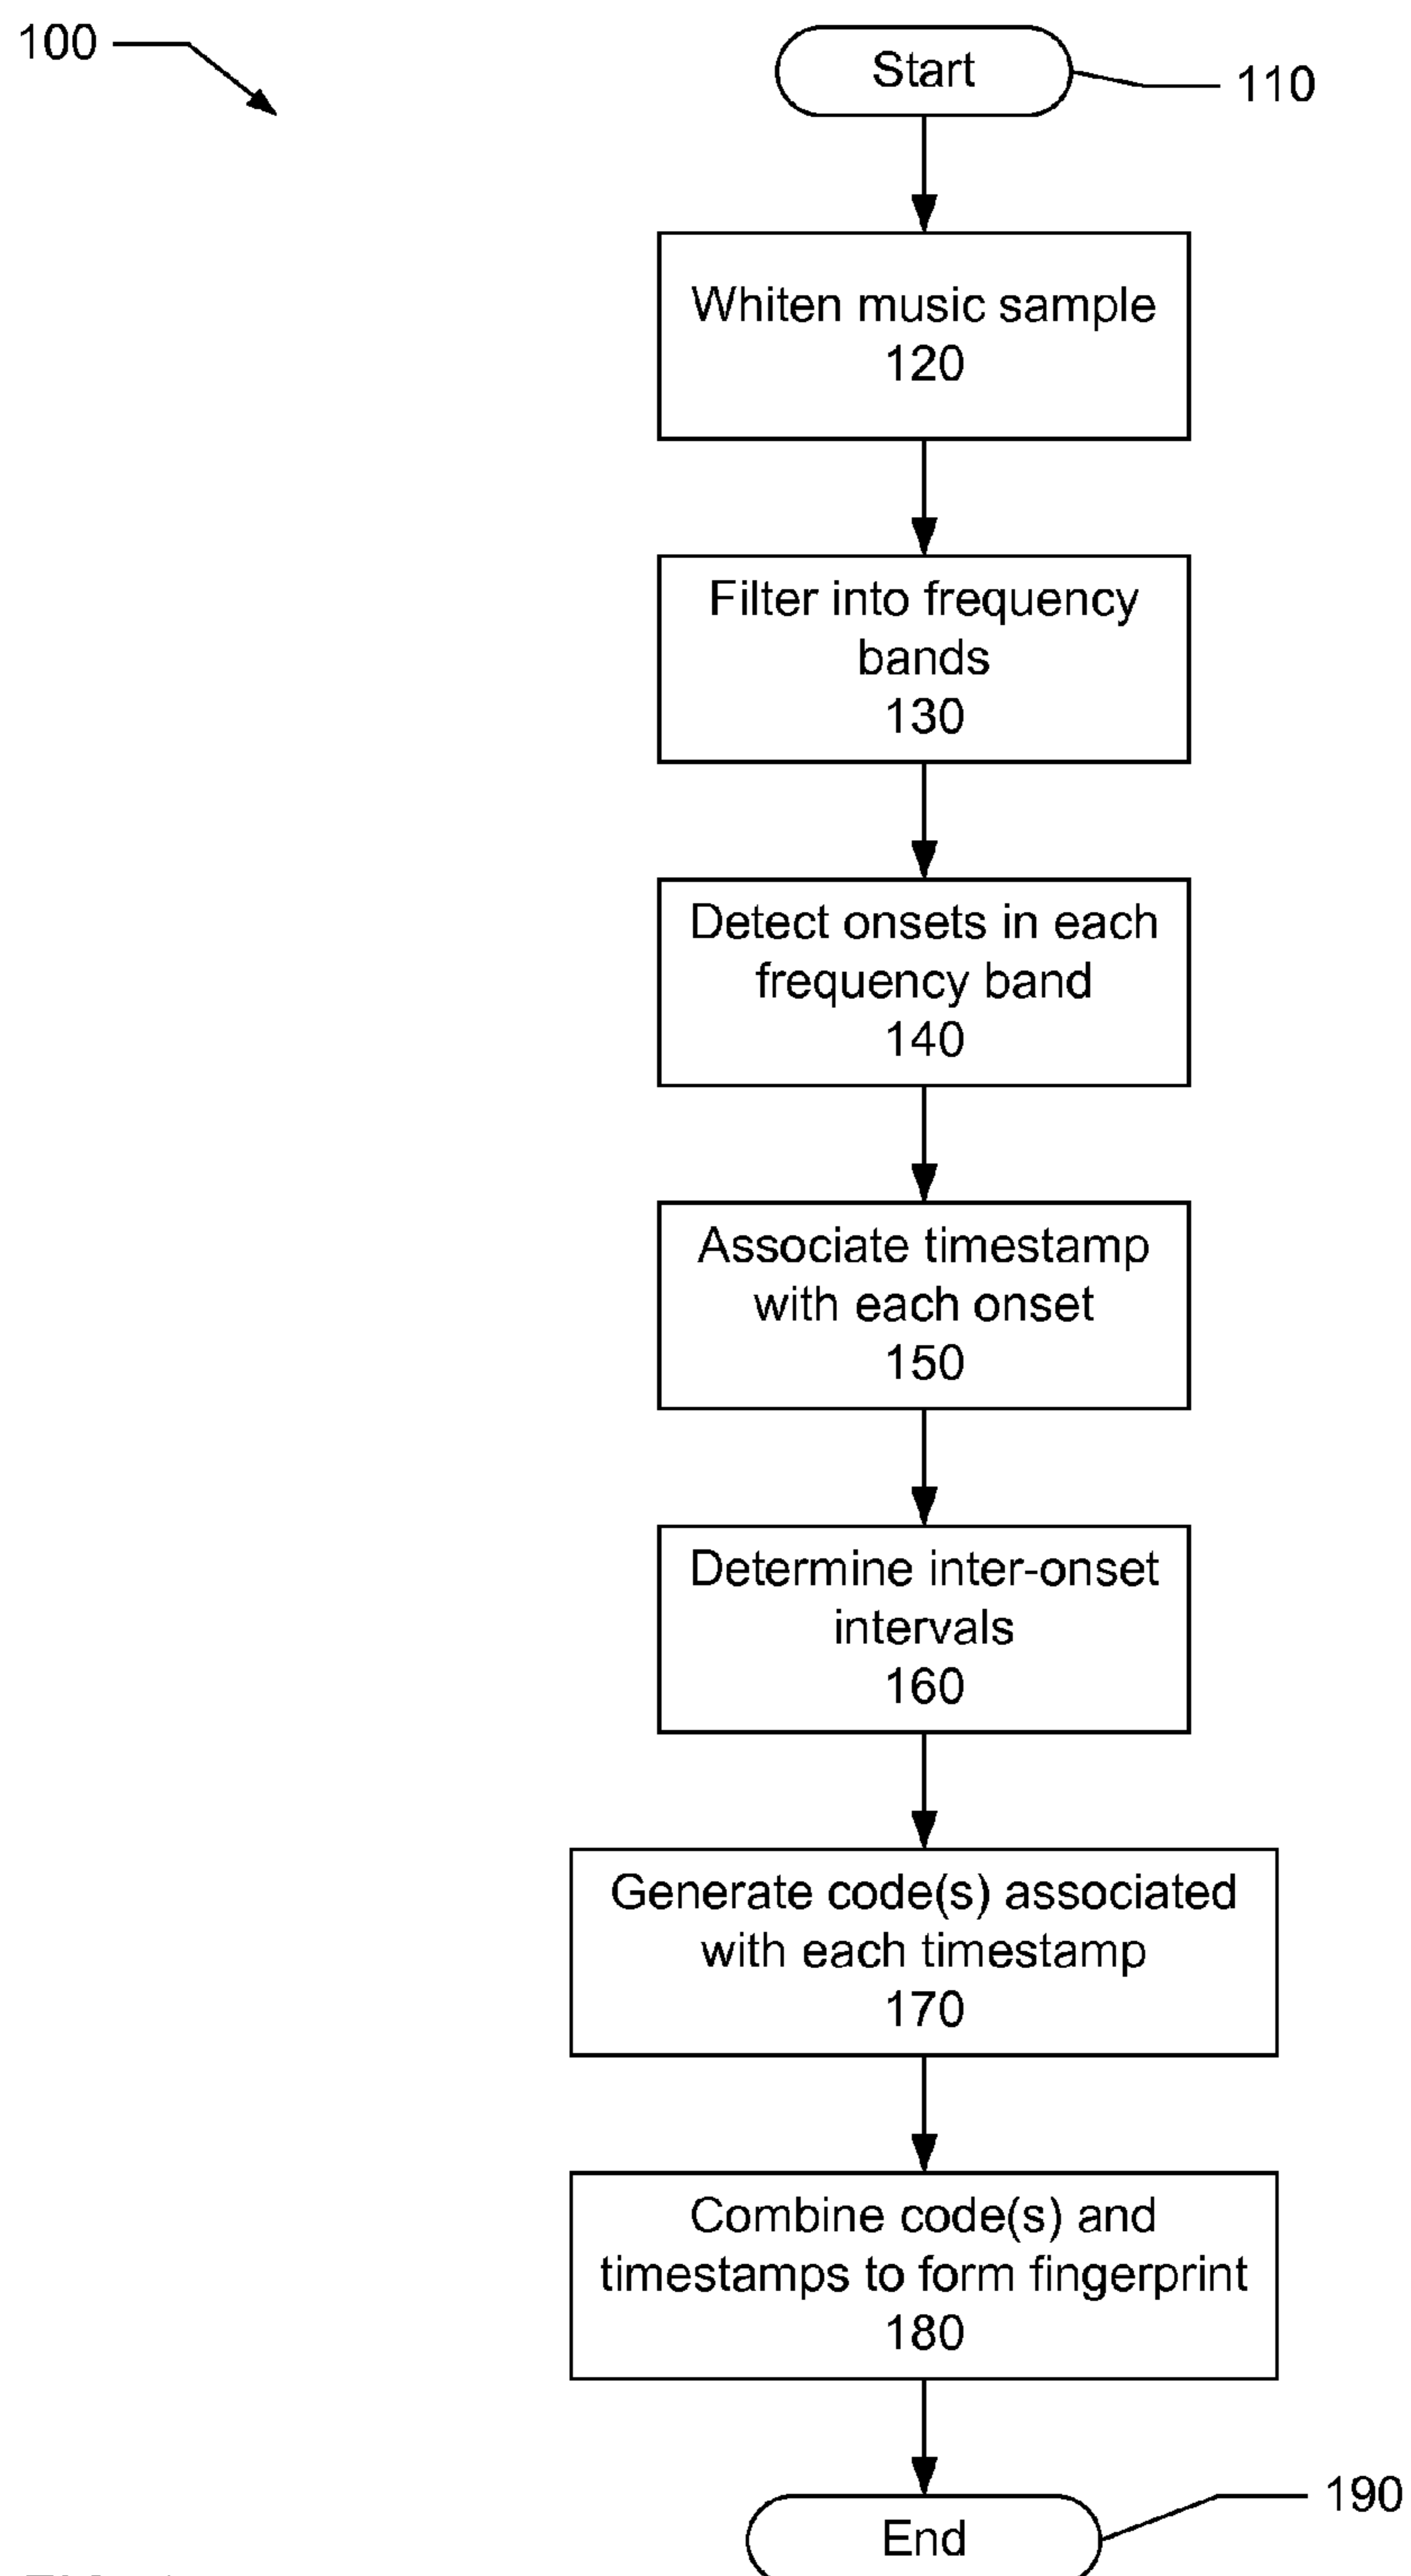 100
Start
110
Whiten music sample
120
Filter into frequency
bands
130
Detect onsets in each
frequency band
140
Associate timestamp
with each onset
150
Determine inter-onset
intervals
160
Generate code(s) associated
with each timestamp
170
Combine code(s) and
timestamps to form fingerprint
180
190
End